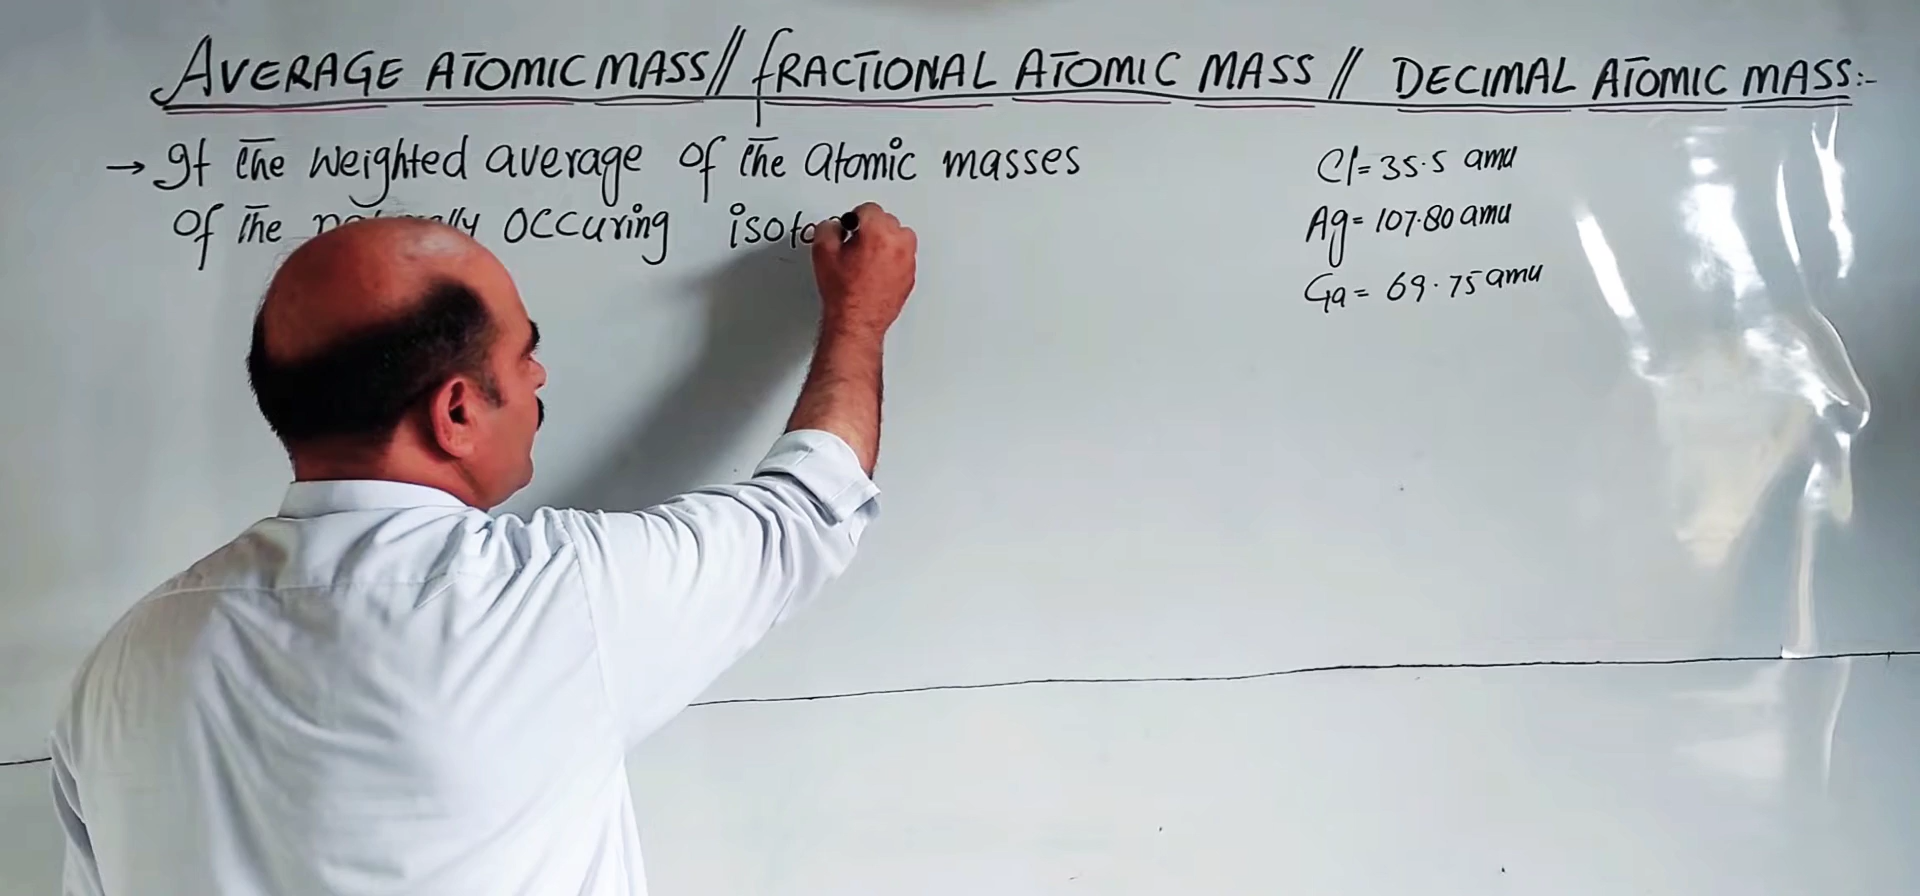 AVERAGE ATOMIC MASS // fRACTIONAL ATOMIC MASS // DECIMAL ATOMIC MASS:-
→ It the weighted average of the atomic masses
of the occuring
Cl = 35.5 amu
Ag = 107.80 amu
Ga = 69.75 amu